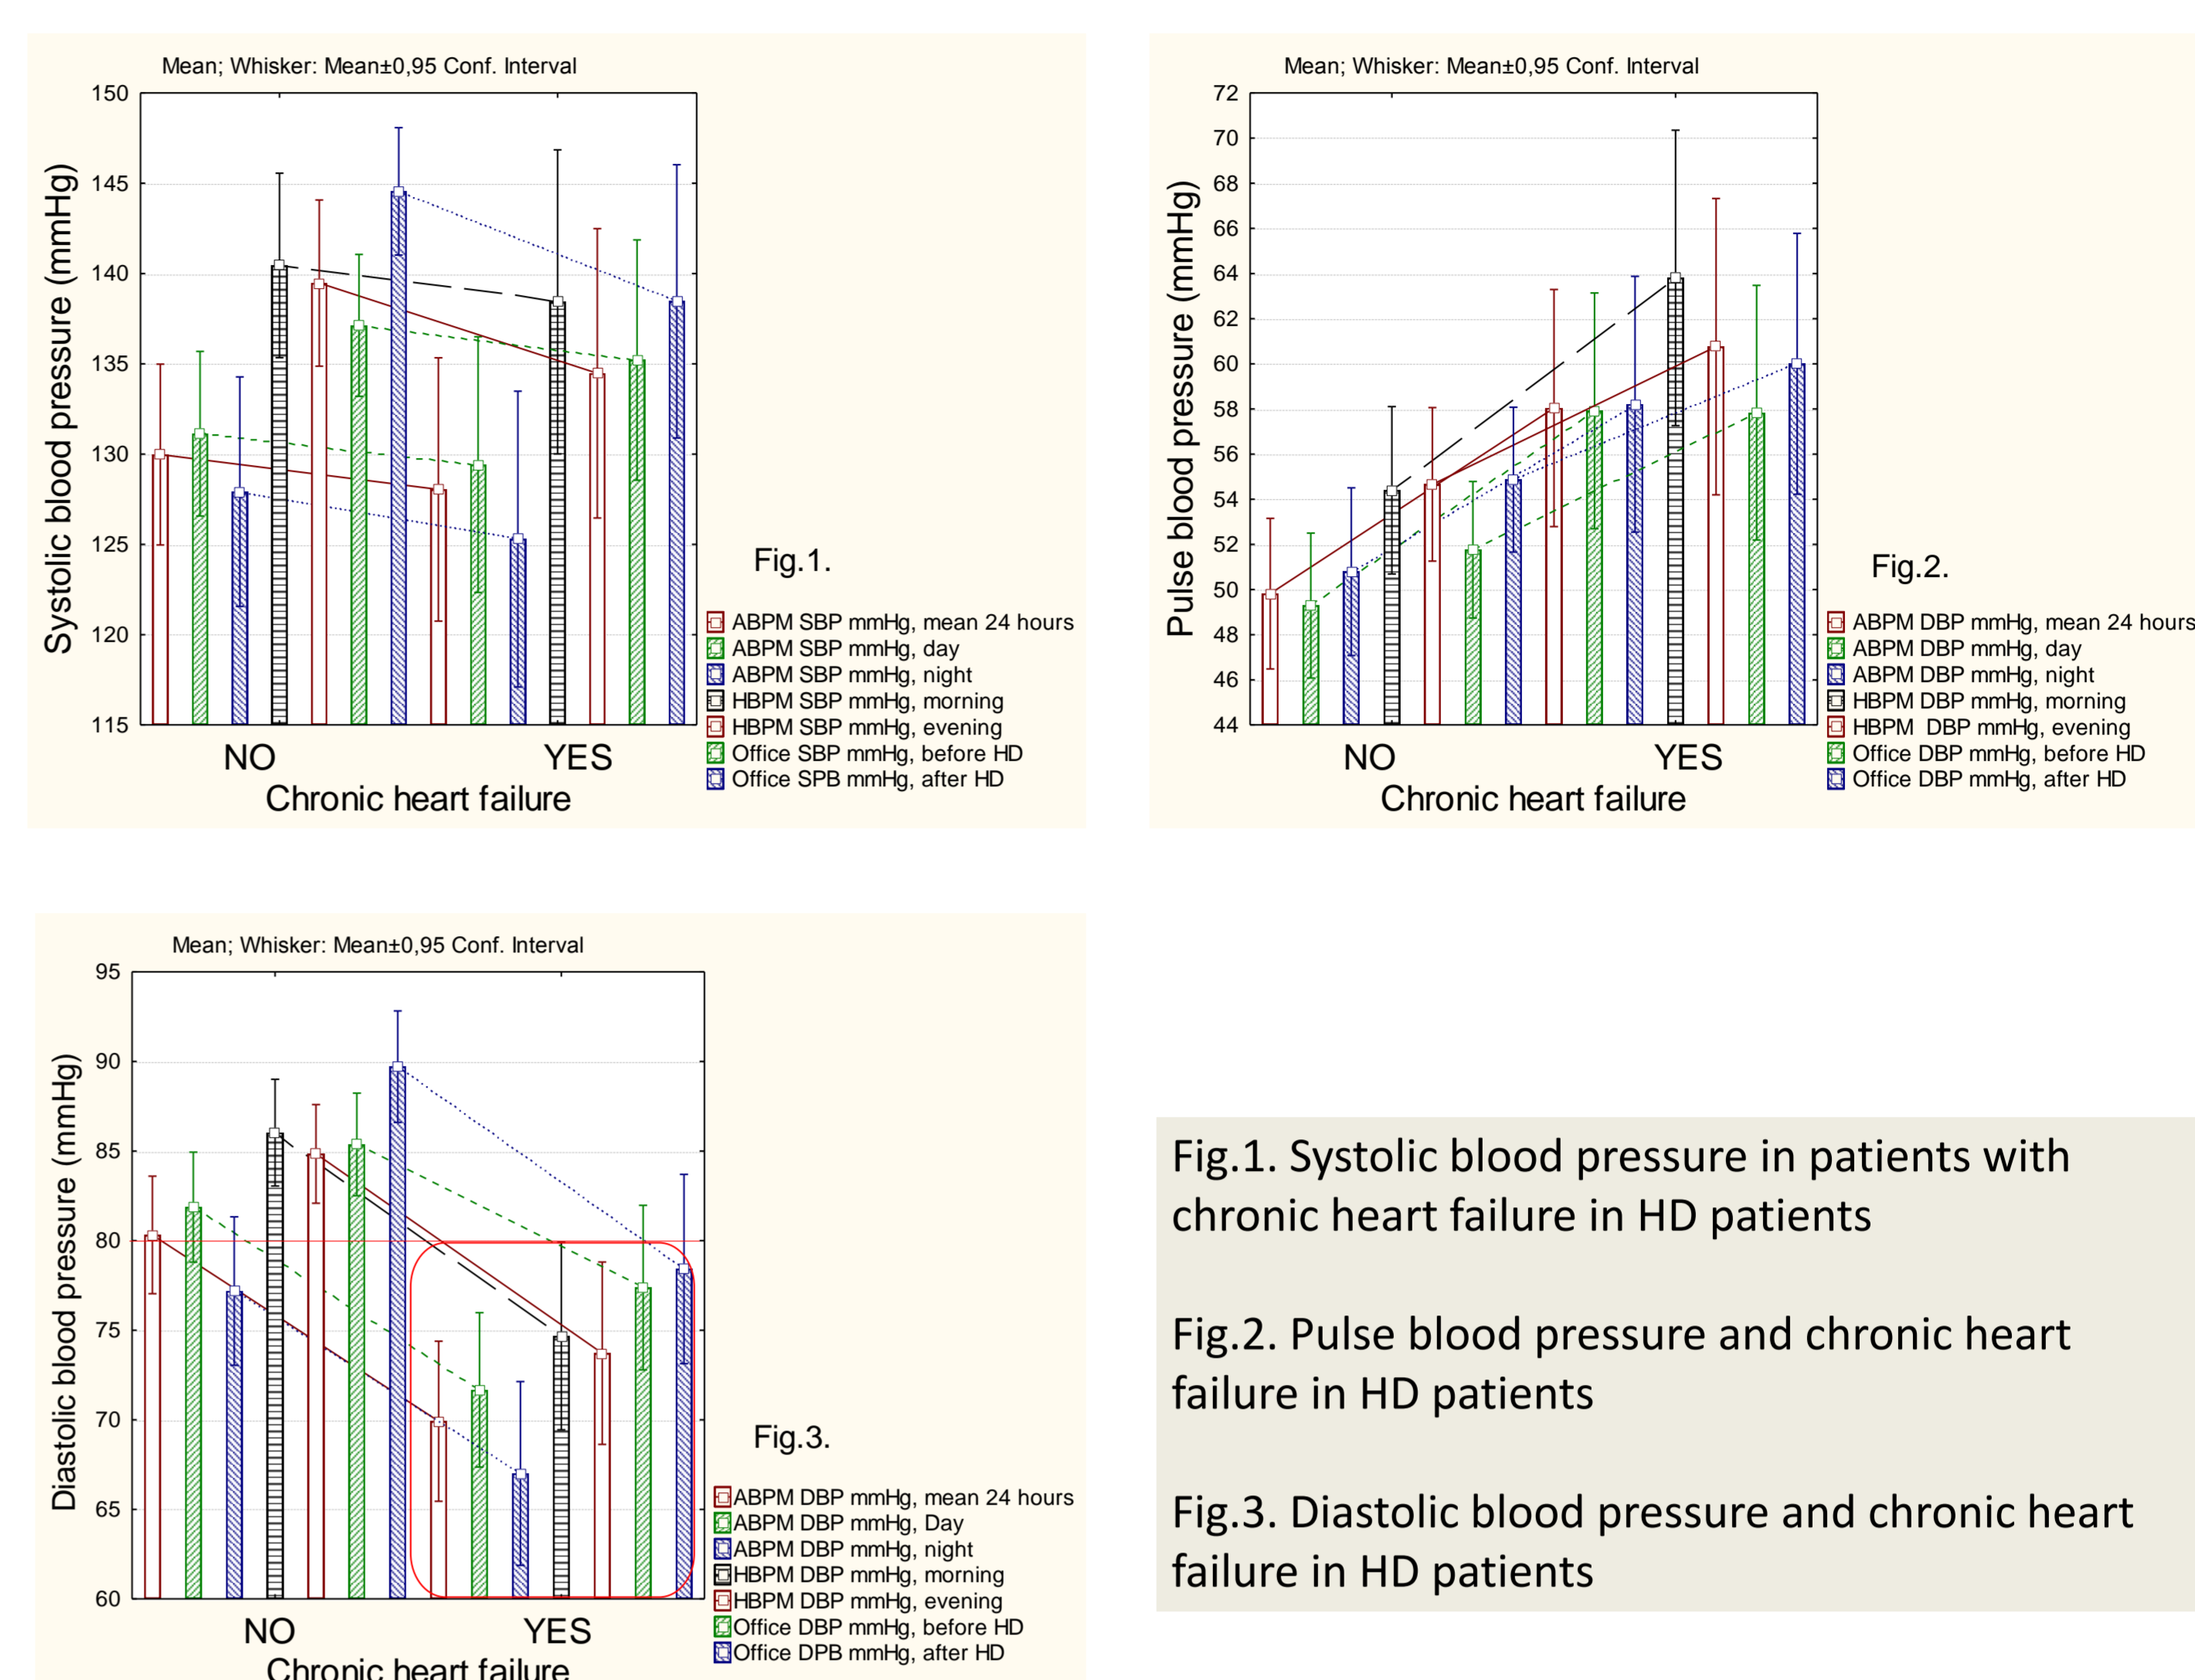 Mean; Whisker: Mean±0,95 Conf. Interval
150
145
140
135
130
125
120
115
Systolic blood pressure (mmHg)
NO
YES
Chronic heart failure
Fig.1.
ABPM SBP mmHg, mean 24 hours
ABPM SBP mmHg, day
ABPM SBP mmHg, night
HBPM SBP mmHg, morning
HBPM SBP mmHg, evening
Office SBP mmHg, before HD
Office SPB mmHg, after HD
Mean; Whisker: Mean±0,95 Conf. Interval
72
70
68
66
64
62
60
58
56
54
52
50
48
46
44
Pulse blood pressure (mmHg)
NO
YES
Chronic heart failure
Fig.2.
ABPM DBP mmHg, mean 24 hours
ABPM DBP mmHg, day
ABPM DBP mmHg, night
HBPM DBP mmHg, morning
HBPM  DBP mmHg, evening
Office DBP mmHg, before HD
Office DBP mmHg, after HD
Mean; Whisker: Mean±0,95 Conf. Interval
95
90
85
80
75
70
65
60
Diastolic blood pressure (mmHg)
NO
YES
Chronic heart failure
Fig.3.
ABPM DBP mmHg, mean 24 hours
ABPM DBP mmHg, Day
ABPM DBP mmHg, night
HBPM DBP mmHg, morning
HBPM DBP mmHg, evening
Office DBP mmHg, before HD
Office DPB mmHg, after HD
Fig.1. Systolic blood pressure in patients with
chronic heart failure in HD patients
Fig.2. Pulse blood pressure and chronic heart
failure in HD patients
Fig.3. Diastolic blood pressure and chronic heart
failure in HD patients